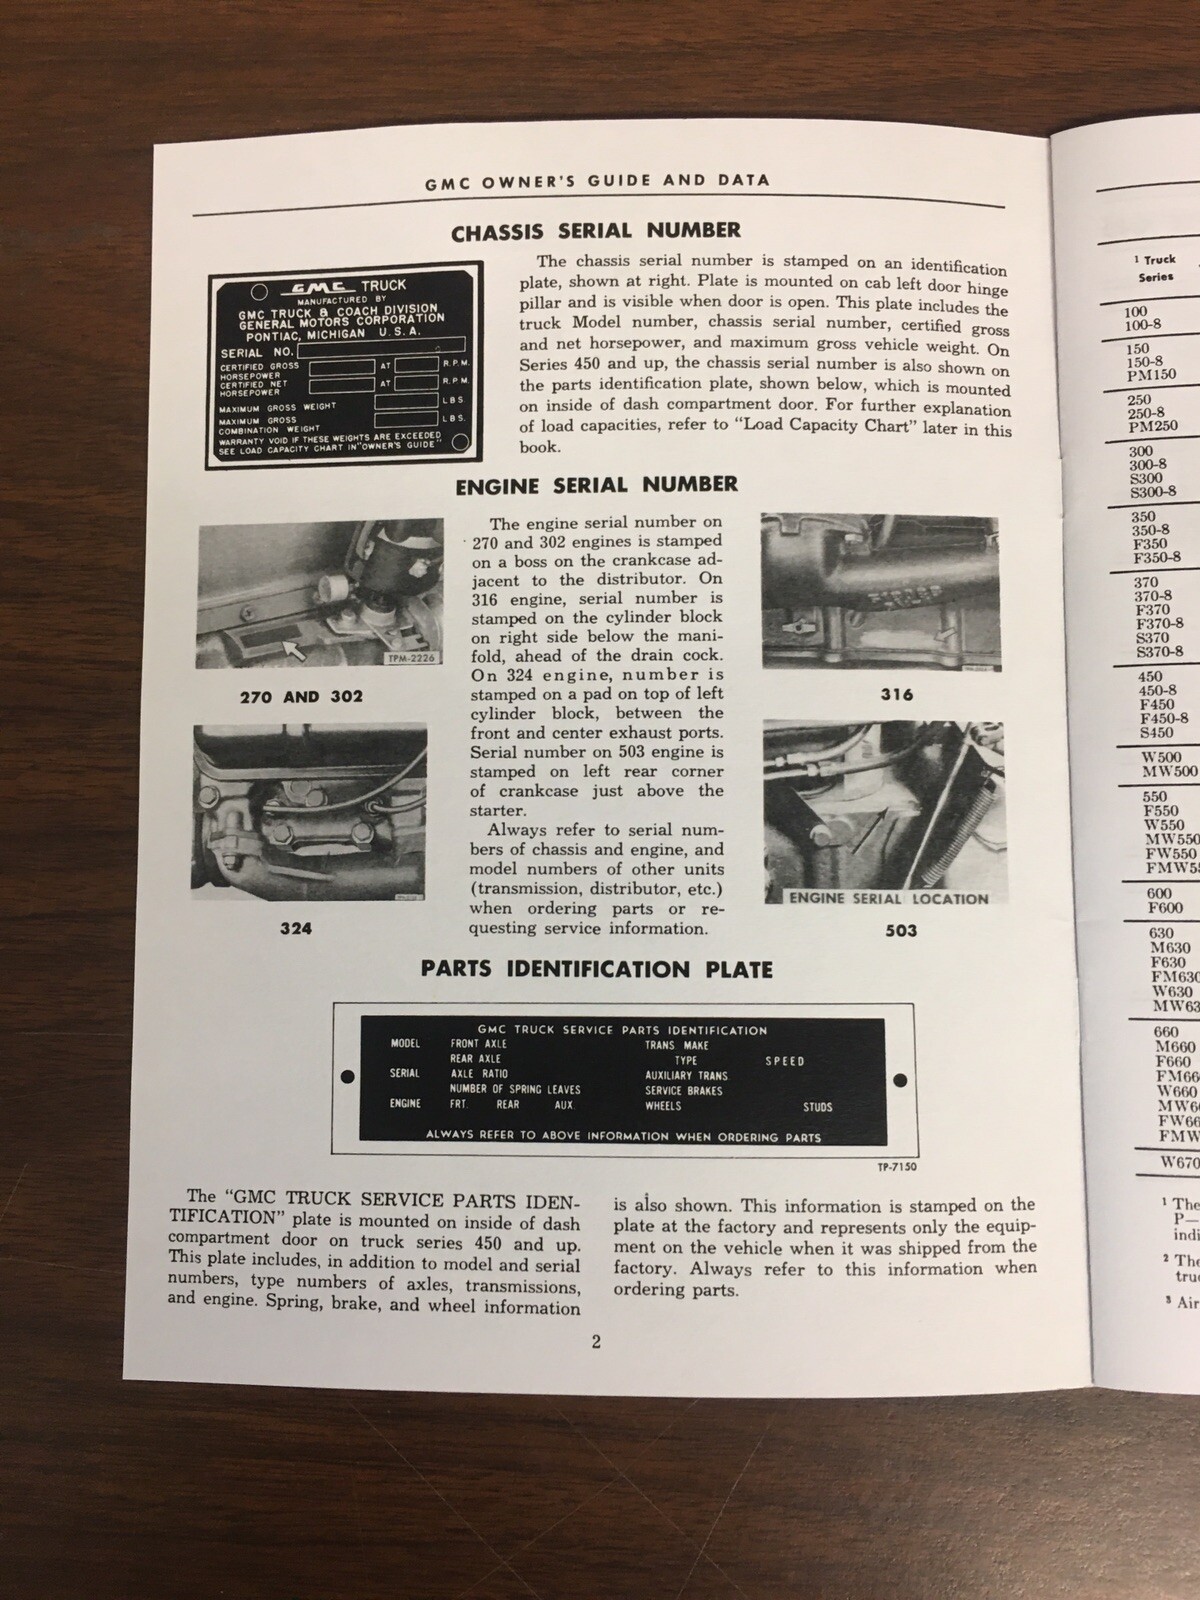 GMC OWNER'S GUIDE AND DATA
CHASSIS SERIAL NUMBER
GMC TRUCK
MANUFACTURED BY
GMC TRUCK & COACH DIVISION
GENERAL MOTORS CORPORATION
PONTIAC, MICHIGAN U.S.A.
SERIAL NO.
CERTIFIED GROSS
HORSEPOWER
AT
R.P.M.
CERTIFIED NET
HORSEPOWER
AT
R.P.M.
MAXIMUM GROSS WEIGHT
LBS
MAXIMUM GROSS
COMBINATION WEIGHT
LBS.
WARRANTY VOID IF THESE WEIGHTS ARE EXCEEDED
SEE LOAD CAPACITY CHART IN "OWNER'S GUIDE"
The chassis serial number is stamped on an identification
plate, shown at right. Plate is mounted on cab left door hinge
pillar and is visible when door is open. This plate includes the
truck Model number, chassis serial number, certified gross
and net horsepower, and maximum gross vehicle weight. On
Series 450 and up, the chassis serial number is also shown on
the parts identification plate, shown below, which is mounted
on inside of dash compartment door. For further explanation
of load capacities, refer to "Load Capacity Chart" later in this
book.
ENGINE SERIAL NUMBER
TPM-2226
270 AND 302
324
The engine serial number on
270 and 302 engines is stamped
on a boss on the crankcase ad-
jacent to the distributor. On
316 engine, serial number is
stamped on the cylinder block
on right side below the mani-
fold, ahead of the drain cock.
On 324 engine, number is
stamped on a pad on top of left
cylinder block, between the
front and center exhaust ports.
Serial number on 503 engine is
stamped on left rear corner
of crankcase just above the
starter.
Always refer to serial num-
bers of chassis and engine, and
model numbers of other units
(transmission, distributor, etc.)
when ordering parts or re-
questing service information.
316
ENGINE SERIAL LOCATION
503
PARTS IDENTIFICATION PLATE
GMC TRUCK SERVICE PARTS IDENTIFICATION
MODEL FRONT AXLE TRANS MAKE
REAR AXLE TYPE SPEED
SERIAL AXLE RATIO AUXILIARY TRANS
NUMBER OF SPRING LEAVES SERVICE BRAKES
ENGINE FRT. REAR AUX. WHEELS STUDS
ALWAYS REFER TO ABOVE INFORMATION WHEN ORDERING PARTS
TP-7150
The "GMC TRUCK SERVICE PARTS IDEN-
TIFICATION" plate is mounted on inside of dash
compartment door on truck series 450 and up.
This plate includes, in addition to model and serial
numbers, type numbers of axles, transmissions,
and engine. Spring, brake, and wheel information
is also shown. This information is stamped on the
plate at the factory and represents only the equip-
ment on the vehicle when it was shipped from the
factory. Always refer to this information when
ordering parts.
2
1 Truck
Series
100
100-8
150
150-8
PM150
250
250-8
PM250
300
300-8
S300
S300-8
350
350-8
F350
F350-8
370
370-8
F370
F370-8
S370
S370-8
450
450-8
F450
F450-8
S450
W500
MW500
550
F550
W550
MW550
FW550
FMW5
600
F600
630
M630
F630
FM630
W630
MW63
660
M660
F660
FM66
W660
MW6
FW66
FMW
W670
1 The
P—
indi
2 The
tru
3 Air